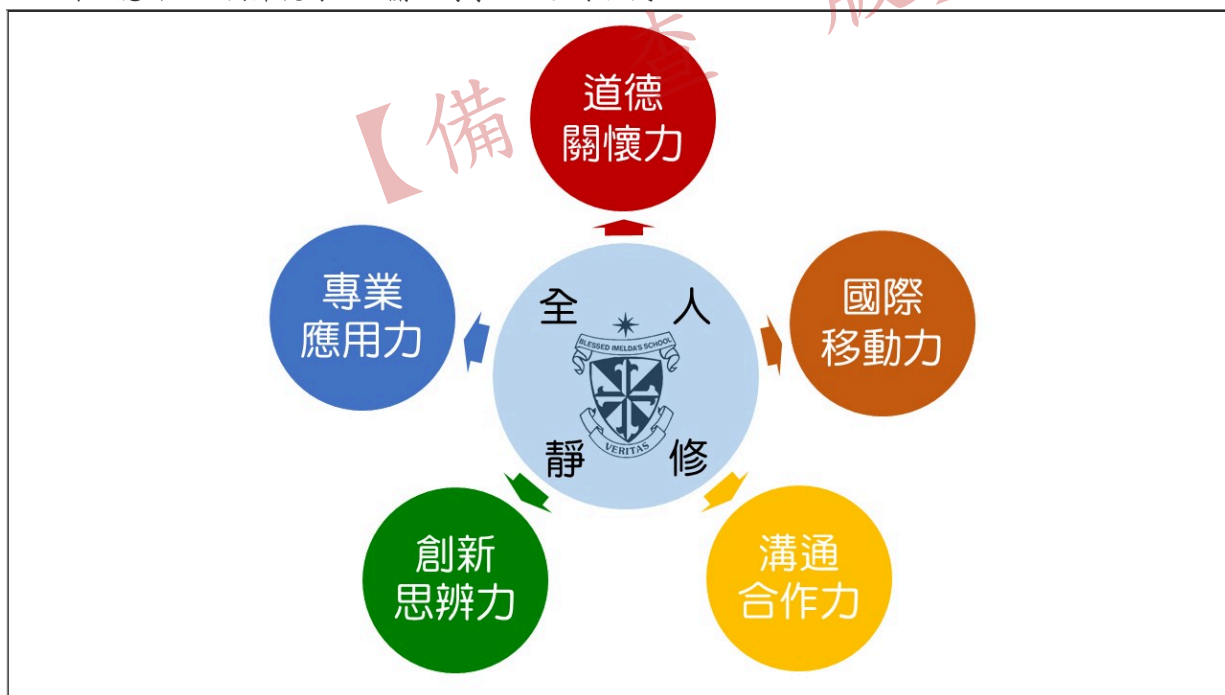 【備 查
道德
關懷力
專業
應用力
國際
移動力
全 人
BLESSED IMELDA'S SCHOOL
VERITAS
靜 修
創新
思辨力
溝通
合作力